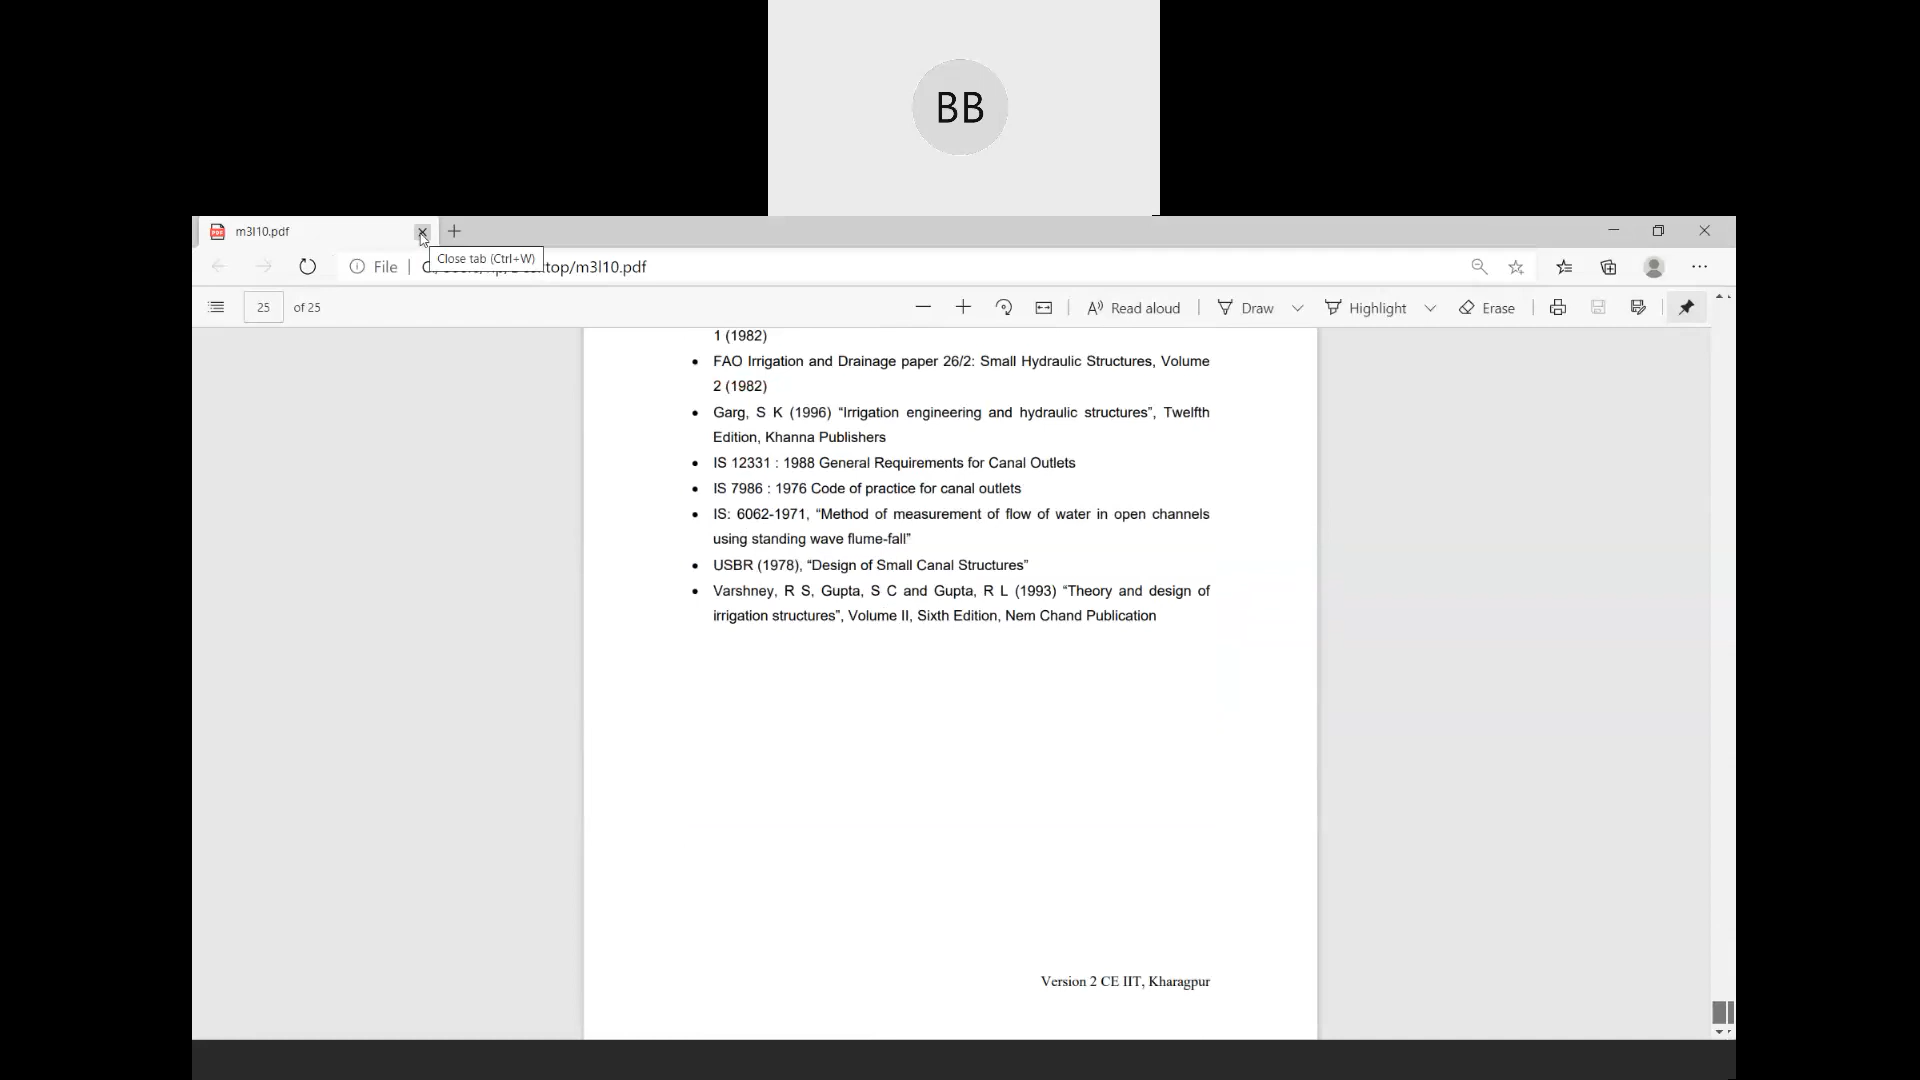 BB
m3l10.pdf
Close tab (Ctrl+W)
File
top/m3l10.pdf
25 of 25
Read aloud
Draw
Highlight
Erase
1 (1982)
• FAO Irrigation and Drainage paper 26/2: Small Hydraulic Structures, Volume
2 (1982)
• Garg, S K (1996) “Irrigation engineering and hydraulic structures”, Twelfth
Edition, Khanna Publishers
• IS 12331 : 1988 General Requirements for Canal Outlets
• IS 7986 : 1976 Code of practice for canal outlets
• IS: 6062-1971, “Method of measurement of flow of water in open channels
using standing wave flume-fall”
• USBR (1978), “Design of Small Canal Structures”
• Varshney, R S, Gupta, S C and Gupta, R L (1993) “Theory and design of
irrigation structures”, Volume II, Sixth Edition, Nem Chand Publication
Version 2 CE IIT, Kharagpur